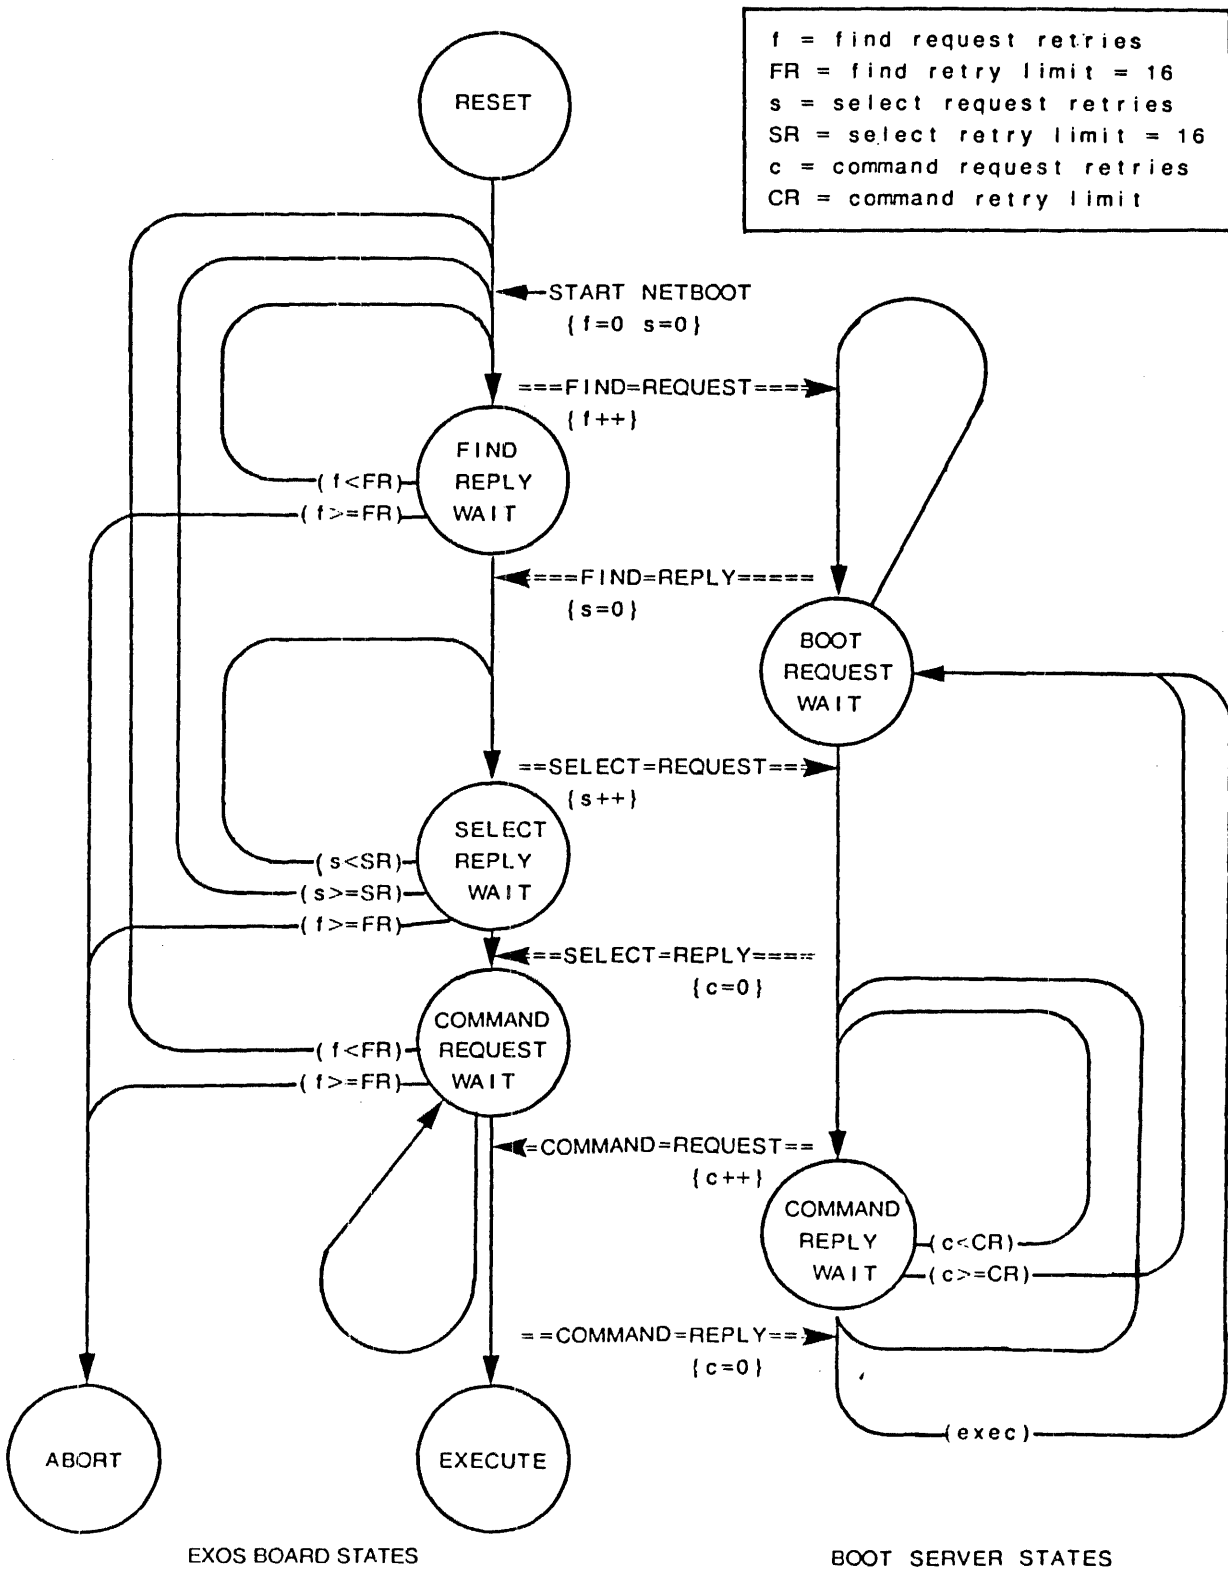 f = find request retries
FR = find retry limit = 16
s = select request retries
SR = select retry limit = 16
c = command request retries
CR = command retry limit
RESET
START NETBOOT
{f=0 s=0}
===FIND=REQUEST====
{f++}
FIND
REPLY
WAIT
(f<FR)
(f>=FR)
===FIND=REPLY=====
{s=0}
BOOT
REQUEST
WAIT
==SELECT=REQUEST===
{s++}
SELECT
REPLY
WAIT
(s<SR)
(s>=SR)
(f>=FR)
==SELECT=REPLY====
{c=0}
COMMAND
REQUEST
WAIT
(f<FR)
(f>=FR)
=COMMAND=REQUEST==
{c++}
COMMAND
REPLY
WAIT
(c<CR)
(c>=CR)
==COMMAND=REPLY==
{c=0}
(exec)
ABORT
EXECUTE
EXOS BOARD STATES
BOOT SERVER STATES